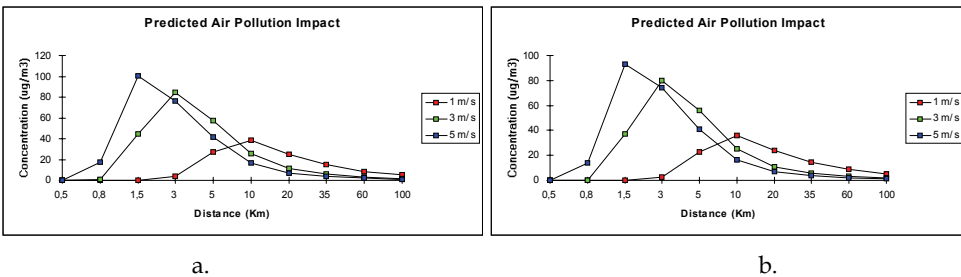 Predicted Air Pollution Impact
Concentration (ug/m3)
120
100
80
60
40
20
0
0,5 0,8 1,5 3 5 10 20 35 60 100
Distance (Km)
1 m/s
3 m/s
5 m/s
a.
Predicted Air Pollution Impact
Concentration (ug/m3)
100
80
60
40
20
0
0,5 0,8 1,5 3 5 10 20 35 60 100
Distance (Km)
1 m/s
3 m/s
5 m/s
b.